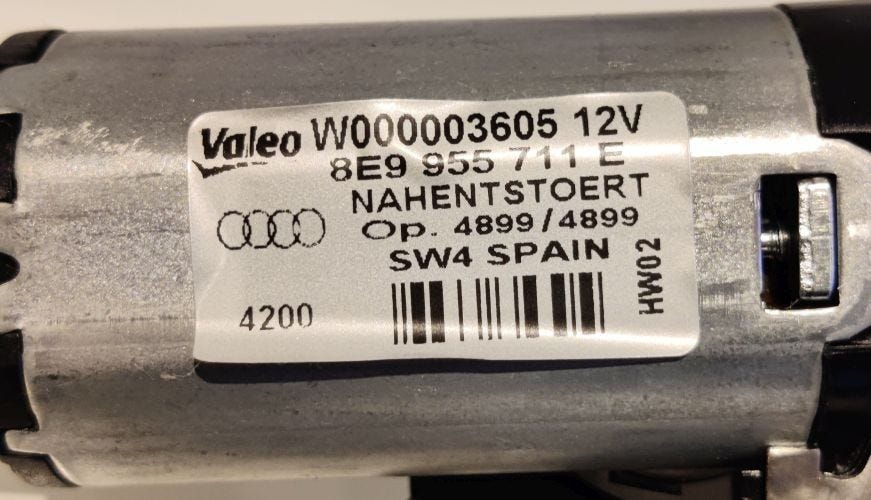 Valeo W000003605 12V
8E9 955 711 E
NAHENTSTOERT
Op. 4899/4899
SW4 SPAIN
HW02
4200